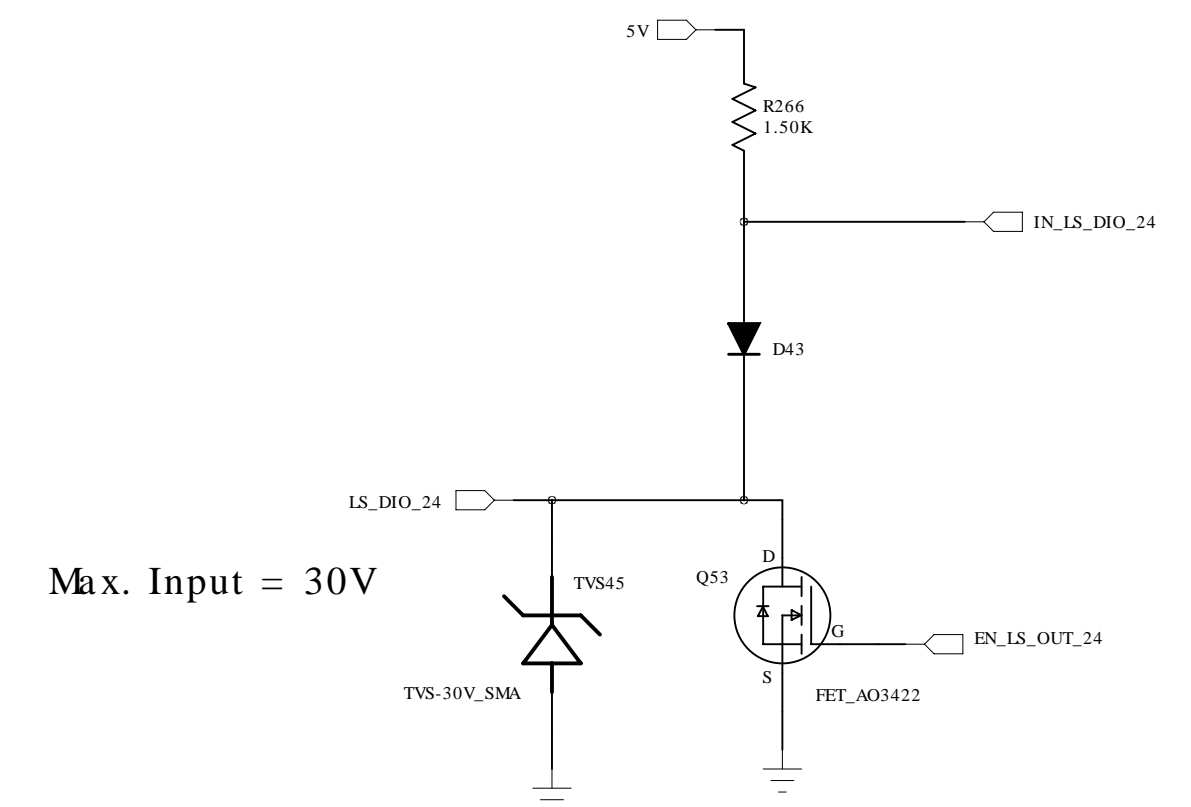 5V
R266
1.50K
IN_LS_DIO_24
D43
LS_DIO_24
D
Max. Input = 30V
Q53
TVS45
G
EN_LS_OUT_24
S
TVS-30V_SMA
FET_AO3422